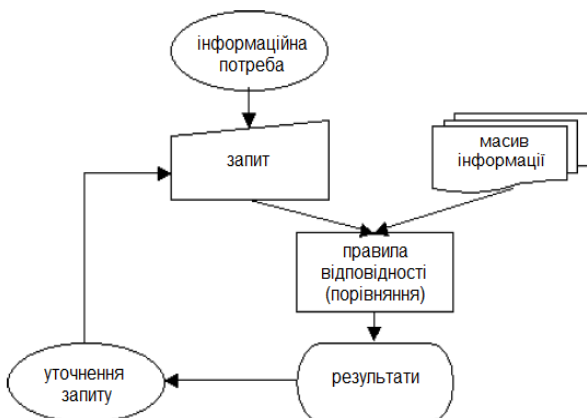 інформаційна
потреба
запит
масив
інформації
правила
відповідності
(порівняння)
уточнення
запиту
результати